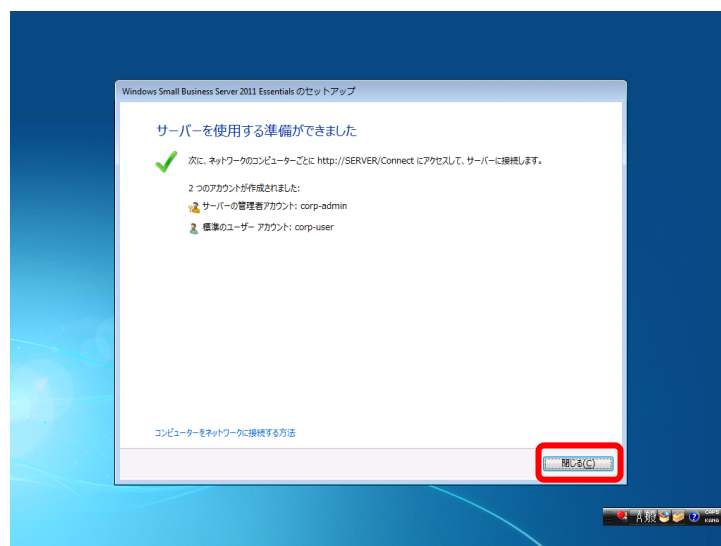 Windows Small Business Server 2011 Essentials のセットアップ
サーバーを使用する準備ができました
次に、ネットワークのコンピューターごとに http://SERVER/Connect にアクセスして、サーバーに接続します。
2 つのアカウントが作成されました:
サーバーの管理者アカウント: corp-admin
標準のユーザー アカウント: corp-user
コンピューターをネットワークに接続する方法
閉じる(C)
A 般 CAPS
KANA